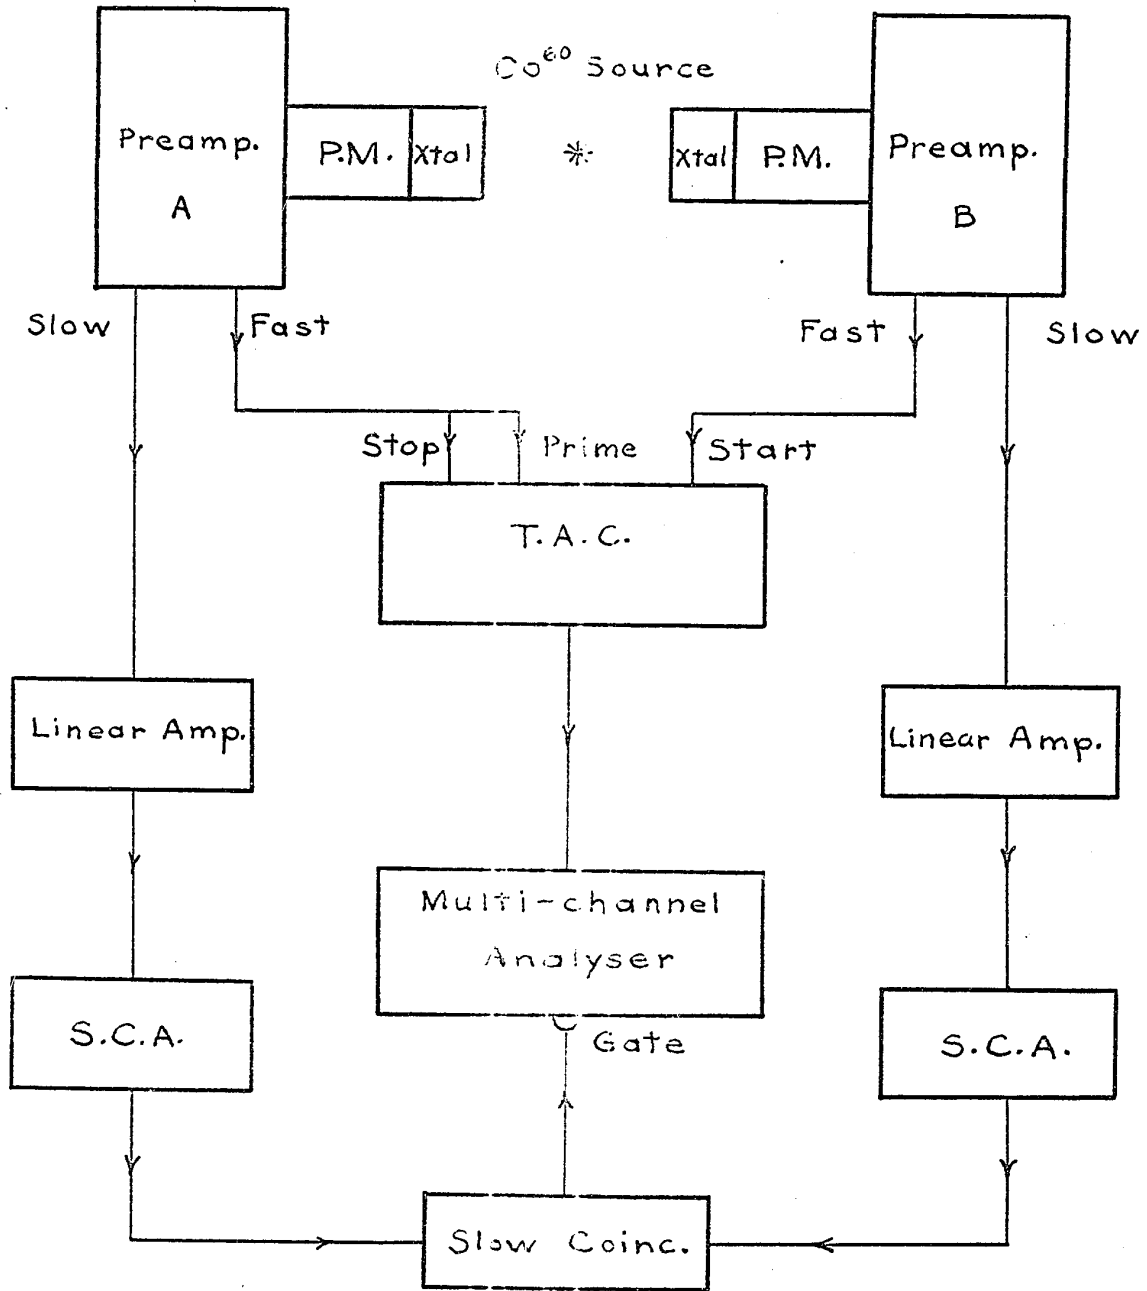 Co⁶⁰ Source
Preamp.
A
P.M.
Xtal
*
Xtal
P.M.
Preamp.
B
Slow
Fast
Fast
Slow
Stop
Prime
Start
T.A.C.
Linear Amp.
Linear Amp.
Multi-channel
Analyser
S.C.A.
Gate
S.C.A.
Slow Coinc.